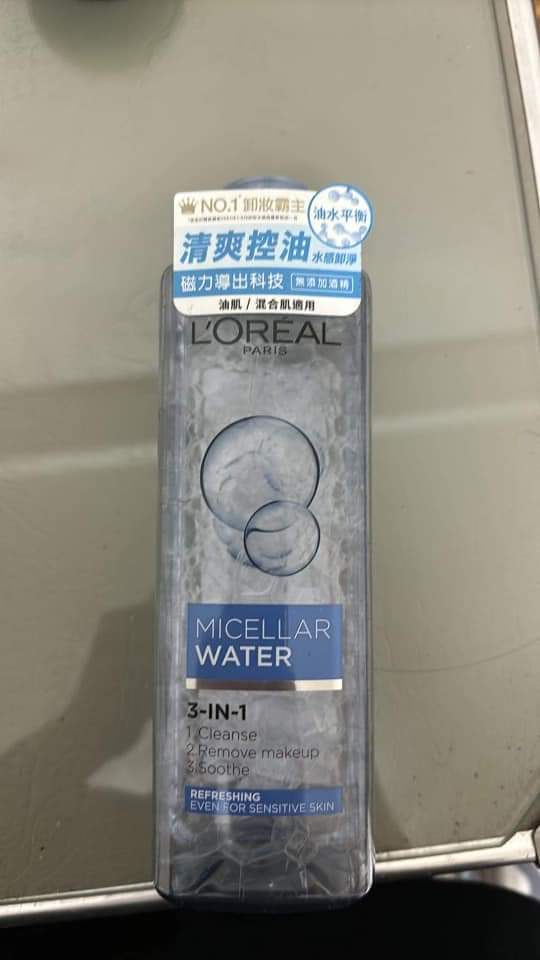 NO.1 卸妝霸主
油水平衡
清爽控油 水感卸淨
磁力導出科技 無添加酒精
油肌 / 混合肌適用
L'ORÉAL
PARIS
MICELLAR
WATER
3-IN-1
1.Cleanse
2.Remove makeup
3.Soothe
REFRESHING
EVEN FOR SENSITIVE SKIN